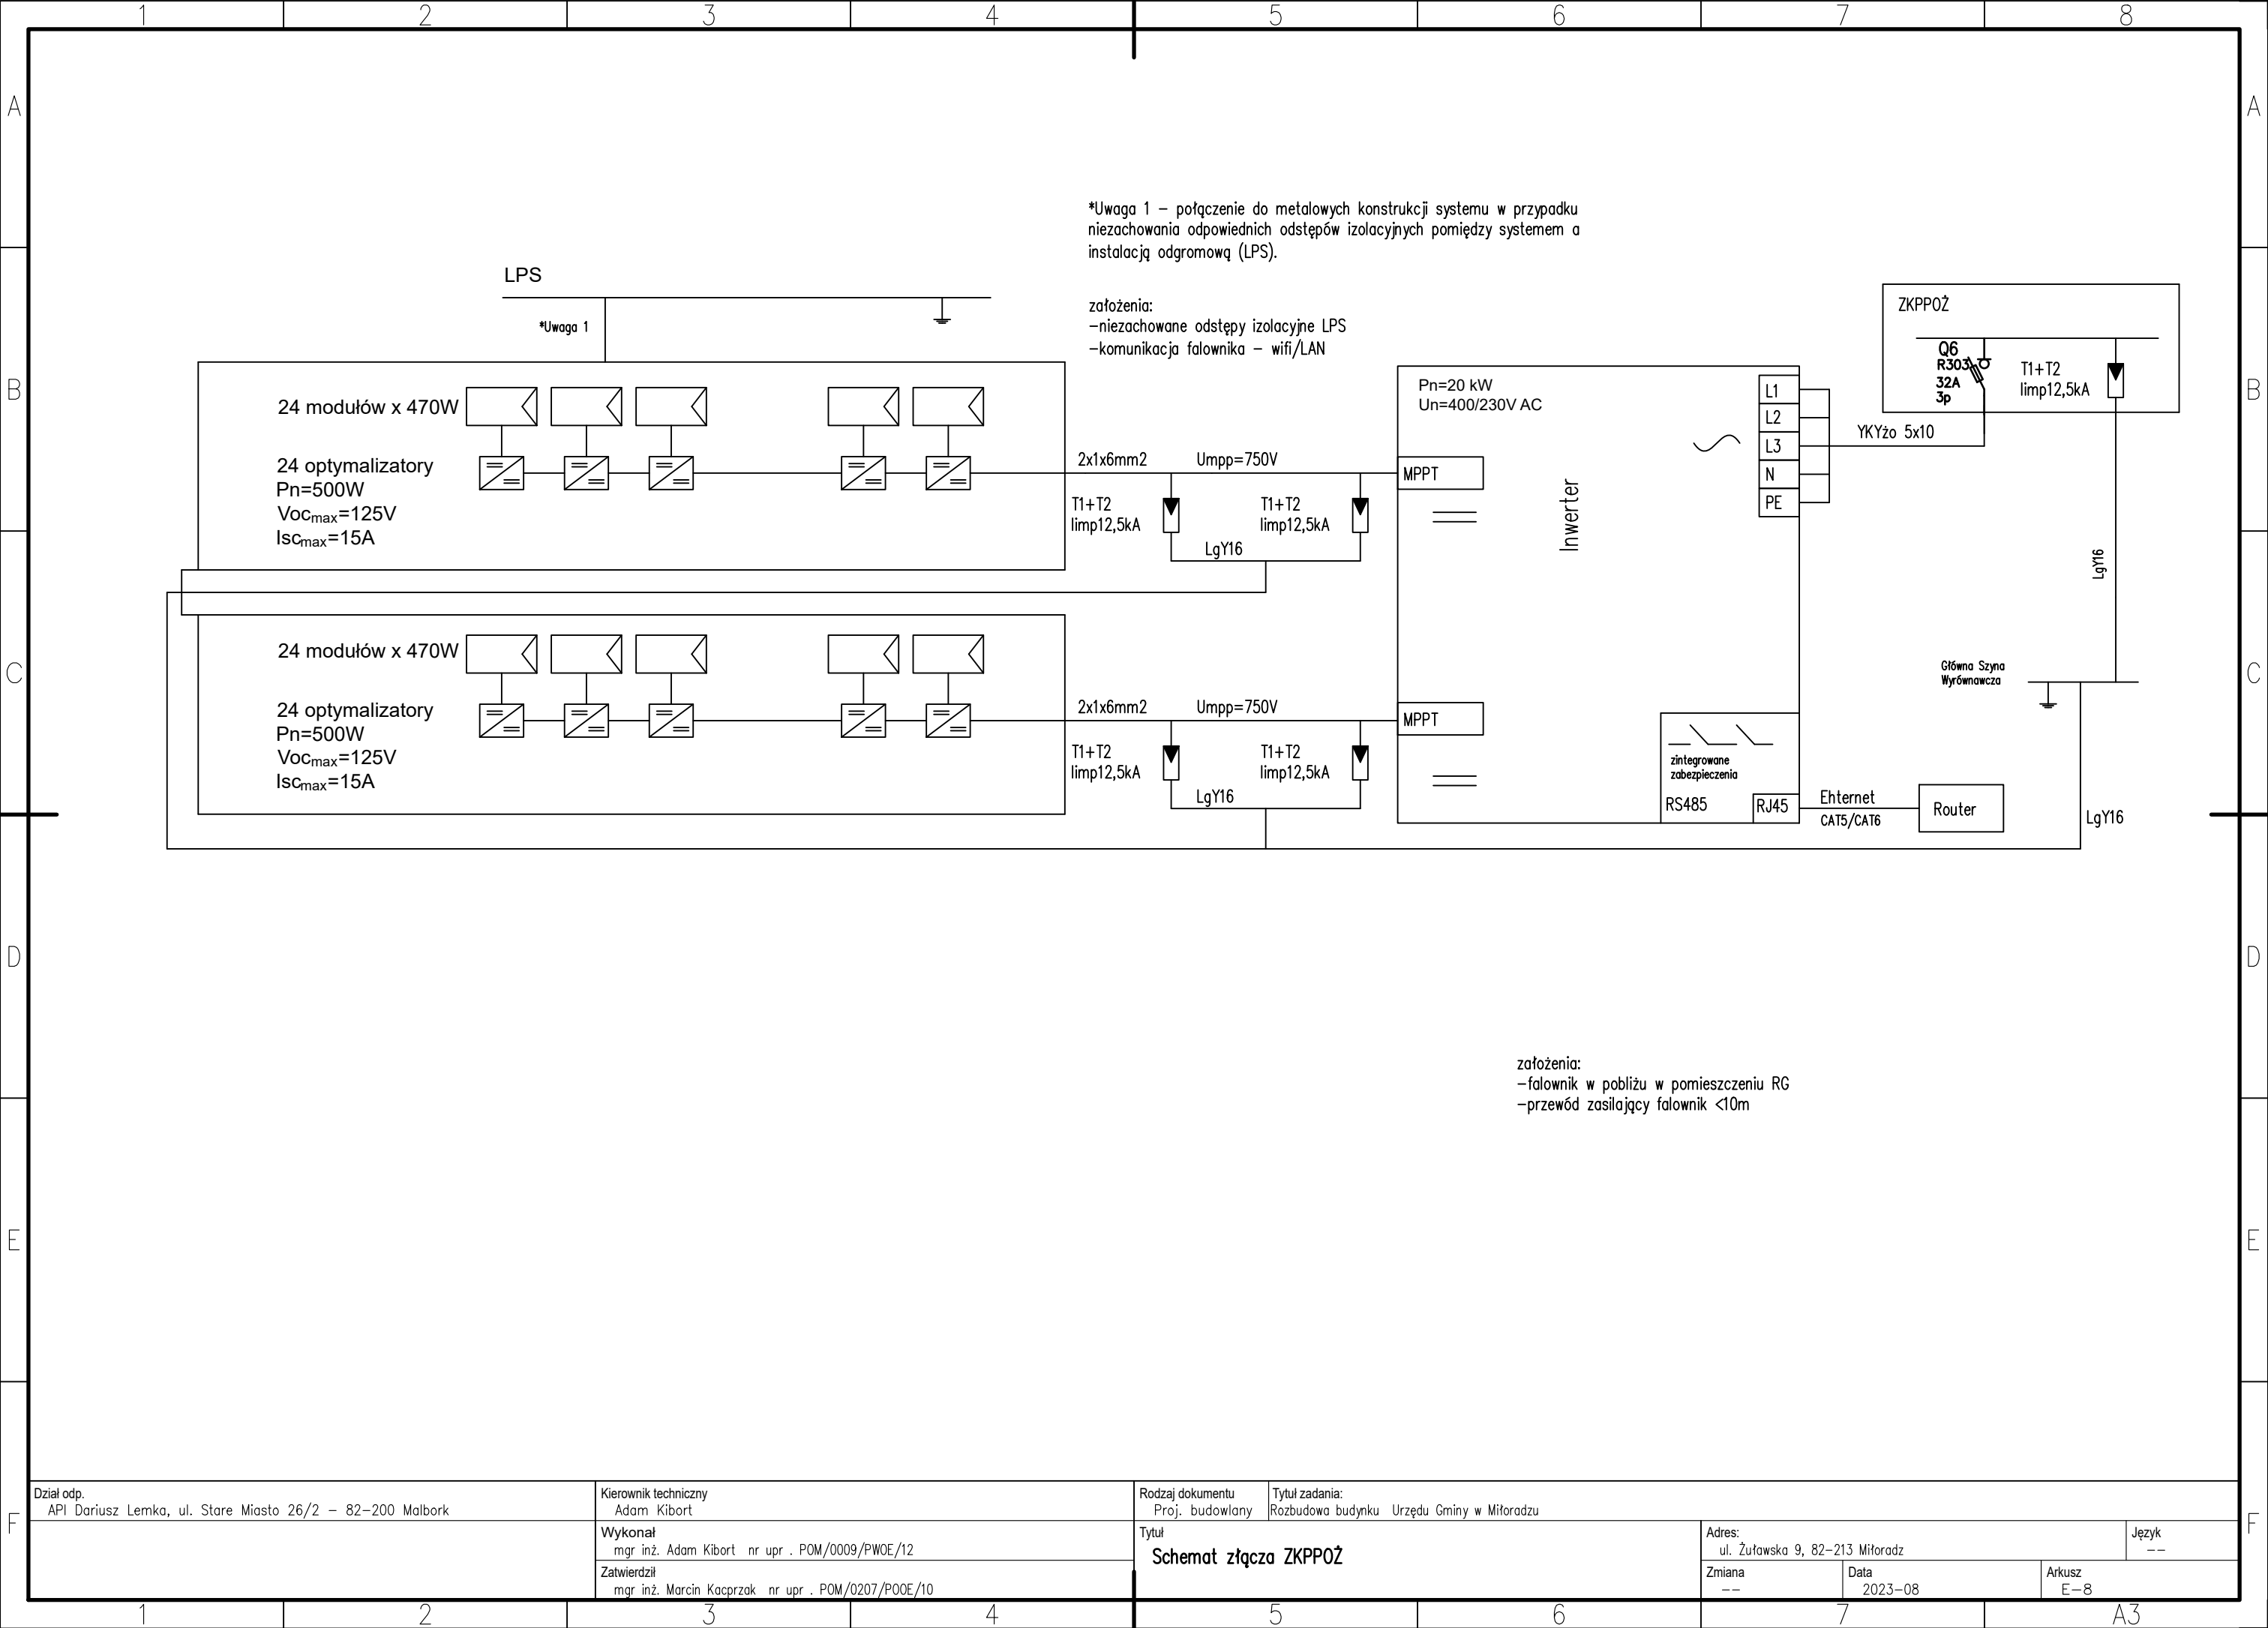 1 2 3 4 5 6 7 8
A A
B B
C C
D D
E E
F F
*Uwaga 1 – połączenie do metalowych konstrukcji systemu w przypadku
niezachowania odpowiednich odstępów izolacyjnych pomiędzy systemem a
instalacją odgromową (LPS).
założenia:
-niezachowane odstępy izolacyjne LPS
-komunikacja falownika – wifi/LAN
LPS
*Uwaga 1
24 modułów x 470W
24 optymalizatory
Pn=500W
Vocmax=125V
Iscmax=15A
2x1x6mm2
Umpp=750V
T1+T2
Iimp12,5kA
T1+T2
Iimp12,5kA
LgY16
24 modułów x 470W
24 optymalizatory
Pn=500W
Vocmax=125V
Iscmax=15A
2x1x6mm2
Umpp=750V
T1+T2
Iimp12,5kA
T1+T2
Iimp12,5kA
LgY16
Pn=20 kW
Un=400/230V AC
MPPT
MPPT
Inwerter
L1
L2
L3
N
PE
zintegrowane
zabezpieczenia
RS485
RJ45
Ehternet
CAT5/CAT6
Router
YKYżo 5x10
ZKPPOŻ
Q6
R303
32A
3p
T1+T2
Iimp12,5kA
LgY16
Główna Szyna
Wyrównawcza
LgY16
założenia:
-falownik w pobliżu w pomieszczeniu RG
-przewód zasilający falownik <10m
Dział odp.
API Dariusz Lemka, ul. Stare Miasto 26/2 – 82-200 Malbork
Kierownik techniczny
Adam Kibort
Wykonał
mgr inż. Adam Kibort nr upr . POM/0009/PWOE/12
Zatwierdził
mgr inż. Marcin Kacprzak nr upr . POM/0207/POOE/10
Rodzaj dokumentu
Proj. budowlany
Tytuł zadania:
Rozbudowa budynku Urzędu Gminy w Miłoradzu
Tytuł
Schemat złącza ZKPPOŻ
Adres:
ul. Żuławska 9, 82-213 Miłoradz
Język
--
Zmiana
--
Data
2023-08
Arkusz
E-8
1 2 3 4 5 6 7 A3